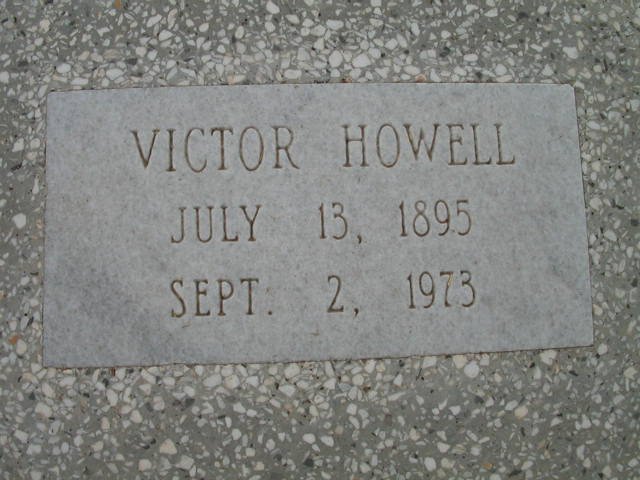 VICTOR HOWELL
JULY 13, 1895
SEPT. 2, 1973